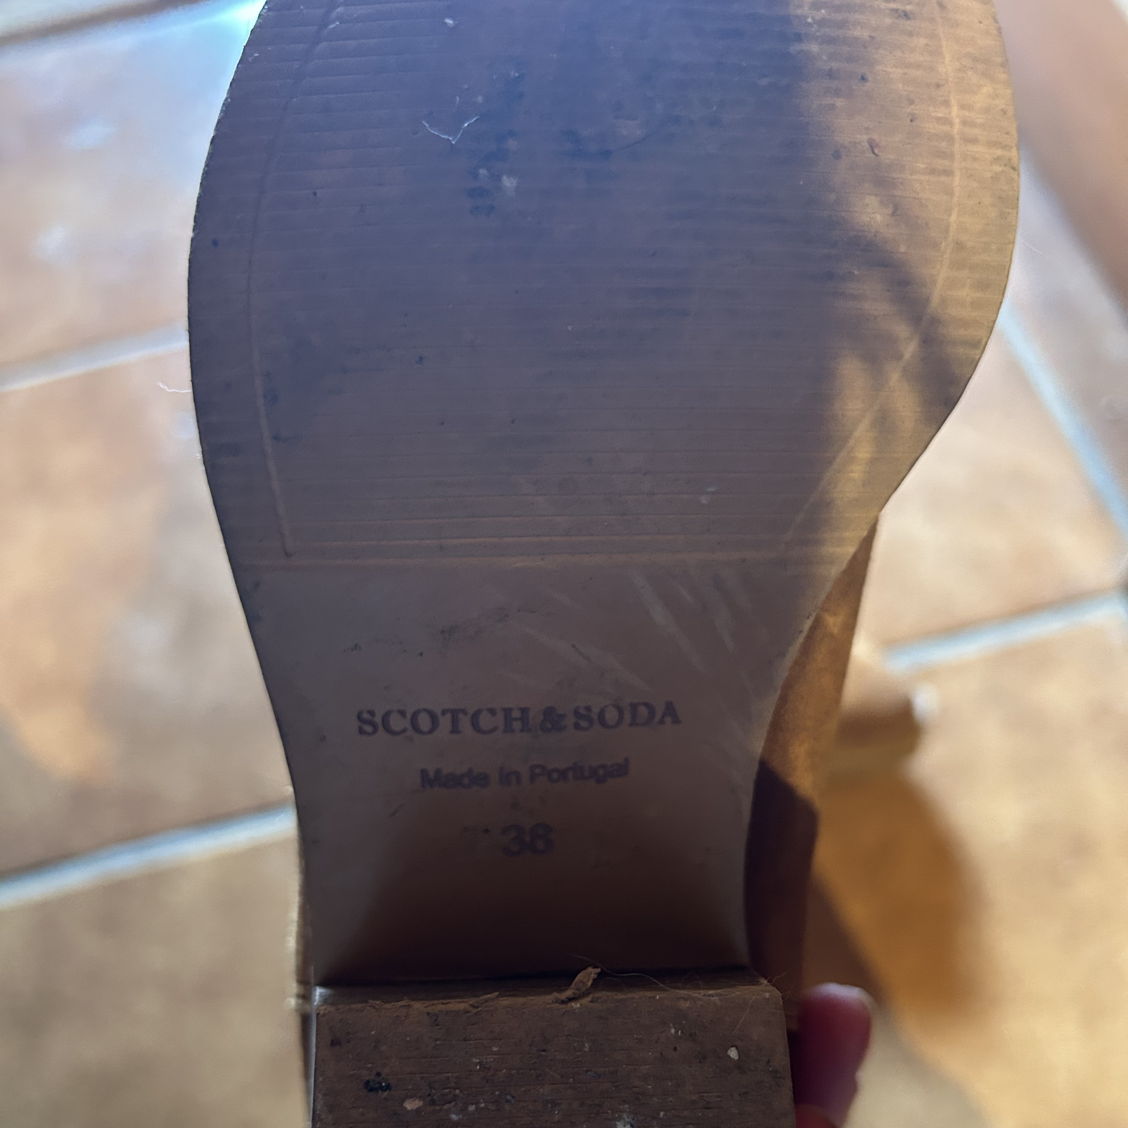 SCOTCH & SODA
Made in Portugal
38